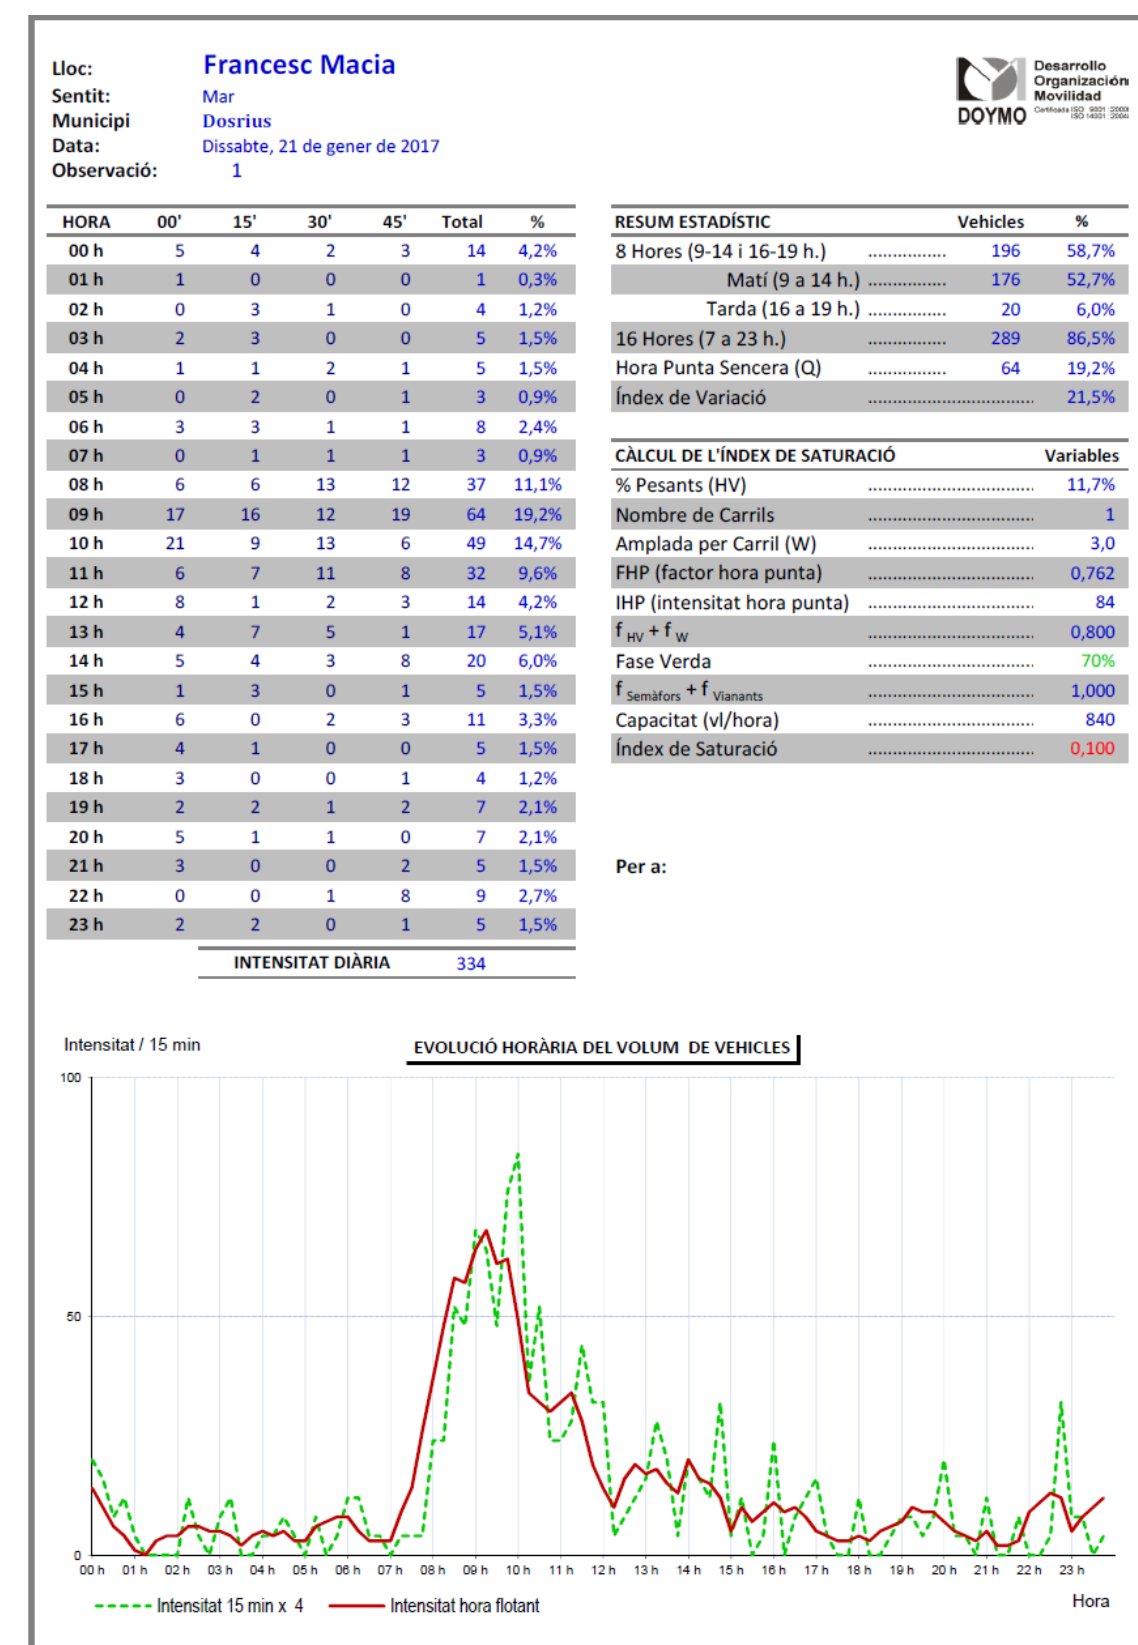 Lloc: Francesc Macia
Sentit: Mar
Municipi Dosrius
Data: Dissabte, 21 de gener de 2017
Observació: 1
DOYMO
Desarrollo
Organización
Movilidad
Certificada ISO 9001:2000
ISO 14001:2004
HORA 00' 15' 30' 45' Total %
00 h 5 4 2 3 14 4,2%
01 h 1 0 0 0 1 0,3%
02 h 0 3 1 0 4 1,2%
03 h 2 3 0 0 5 1,5%
04 h 1 1 2 1 5 1,5%
05 h 0 2 0 1 3 0,9%
06 h 3 3 1 1 8 2,4%
07 h 0 1 1 1 3 0,9%
08 h 6 6 13 12 37 11,1%
09 h 17 16 12 19 64 19,2%
10 h 21 9 13 6 49 14,7%
11 h 6 7 11 8 32 9,6%
12 h 8 1 2 3 14 4,2%
13 h 4 7 5 1 17 5,1%
14 h 5 4 3 8 20 6,0%
15 h 1 3 0 1 5 1,5%
16 h 6 0 2 3 11 3,3%
17 h 4 1 0 0 5 1,5%
18 h 3 0 0 1 4 1,2%
19 h 2 2 1 2 7 2,1%
20 h 5 1 1 0 7 2,1%
21 h 3 0 0 2 5 1,5%
22 h 0 0 1 8 9 2,7%
23 h 2 2 0 1 5 1,5%
INTENSITAT DIÀRIA 334
RESUM ESTADÍSTIC Vehicles %
8 Hores (9-14 i 16-19 h.) ................ 196 58,7%
Matí (9 a 14 h.) ................ 176 52,7%
Tarda (16 a 19 h.) ................ 20 6,0%
16 Hores (7 a 23 h.) ................ 289 86,5%
Hora Punta Sencera (Q) ................ 64 19,2%
Índex de Variació .................................. 21,5%
CÀLCUL DE L'ÍNDEX DE SATURACIÓ Variables
% Pesants (HV) .................................. 11,7%
Nombre de Carrils .................................. 1
Amplada per Carril (W) .................................. 3,0
FHP (factor hora punta) .................................. 0,762
IHP (intensitat hora punta) .................................. 84
f HV + f W .................................. 0,800
Fase Verda .................................. 70%
f Semàfors + f Vianants .................................. 1,000
Capacitat (vl/hora) .................................. 840
Índex de Saturació .................................. 0,100
Per a:
Intensitat / 15 min
EVOLUCIÓ HORÀRIA DEL VOLUM DE VEHICLES
100
50
0
00 h 01 h 02 h 03 h 04 h 05 h 06 h 07 h 08 h 09 h 10 h 11 h 12 h 13 h 14 h 15 h 16 h 17 h 18 h 19 h 20 h 21 h 22 h 23 h
Hora
Intensitat 15 min x 4 Intensitat hora flotant